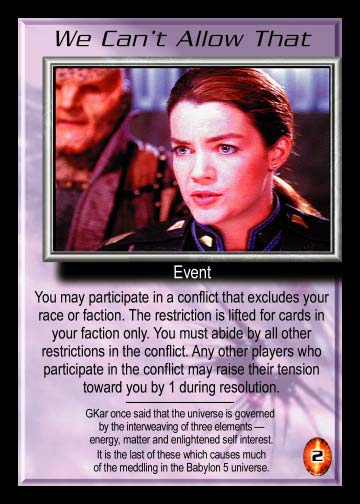 We Can't Allow That
Event
You may participate in a conflict that excludes your
race or faction. The restriction is lifted for cards in
your faction only. You must abide by all other
restrictions in the conflict. Any other players who
participate in the conflict may raise their tension
toward you by 1 during resolution.
GKar once said that the universe is governed
by the interweaving of three elements —
energy, matter and enlightened self interest.
It is the last of these which causes much
of the meddling in the Babylon 5 universe.
2